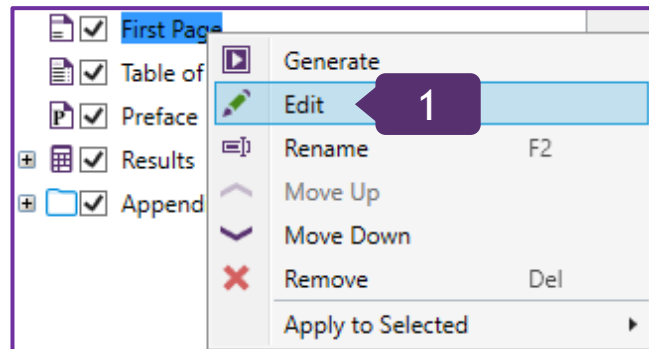 First Page
Generate
Table of
Edit
1
Preface
Rename F2
Results
Move Up
Append
Move Down
Remove Del
Apply to Selected